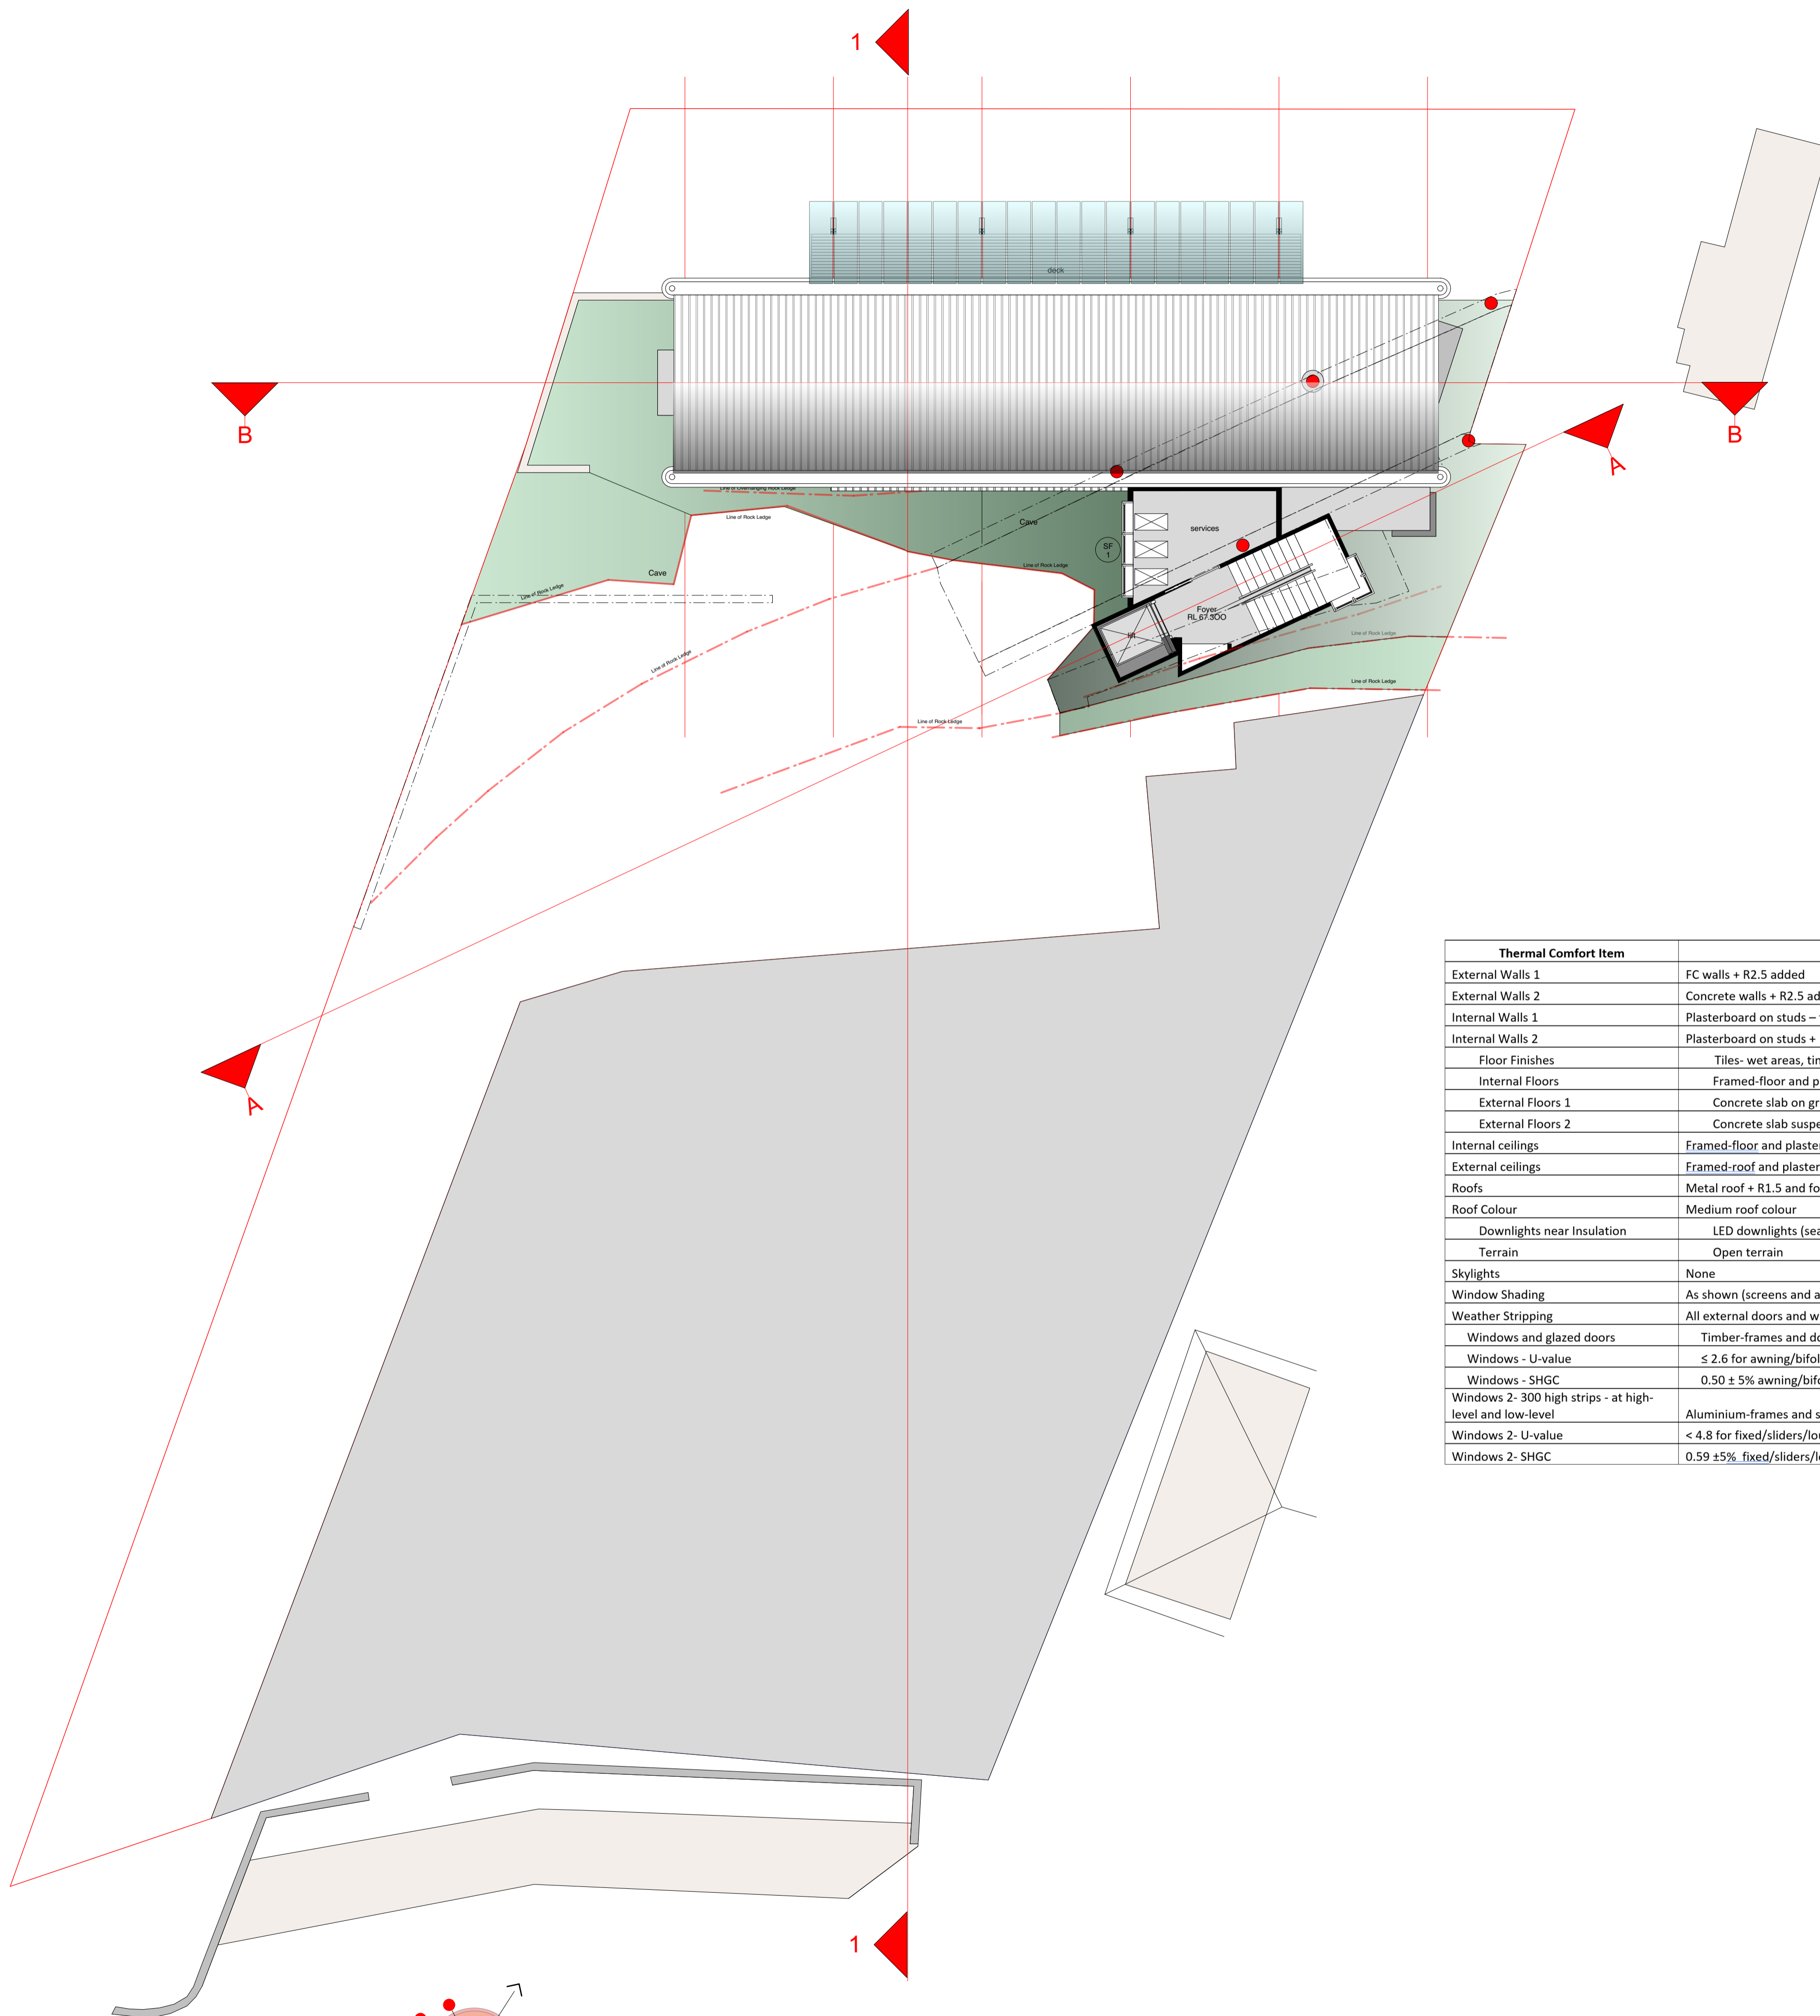 1
deck
B
B
A
Line of Overhanging Rock Ledge
Line of Rock Ledge
Cave
services
SF
1
Line of Rock Ledge
Cave
Line of Rock Ledge
Foyer
RL 67.3OO
lift
Line of Rock Ledge
Line of Rock Ledge
Line of Rock Ledge
Line of Rock Ledge
A
Thermal Comfort Item
External Walls 1 FC walls + R2.5 added
External Walls 2 Concrete walls + R2.5 ad
Internal Walls 1 Plasterboard on studs –
Internal Walls 2 Plasterboard on studs +
Floor Finishes Tiles- wet areas, tin
Internal Floors Framed-floor and p
External Floors 1 Concrete slab on gr
External Floors 2 Concrete slab suspe
Internal ceilings Framed-floor and plaster
External ceilings Framed-roof and plaster
Roofs Metal roof + R1.5 and fo
Roof Colour Medium roof colour
Downlights near Insulation LED downlights (sea
Terrain Open terrain
Skylights None
Window Shading As shown (screens and a
Weather Stripping All external doors and w
Windows and glazed doors Timber-frames and do
Windows - U-value ≤ 2.6 for awning/bifol
Windows - SHGC 0.50 ± 5% awning/bifo
Windows 2- 300 high strips - at high-
level and low-level Aluminium-frames and s
Windows 2- U-value < 4.8 for fixed/sliders/lou
Windows 2- SHGC 0.59 ±5%  fixed/sliders/l
1